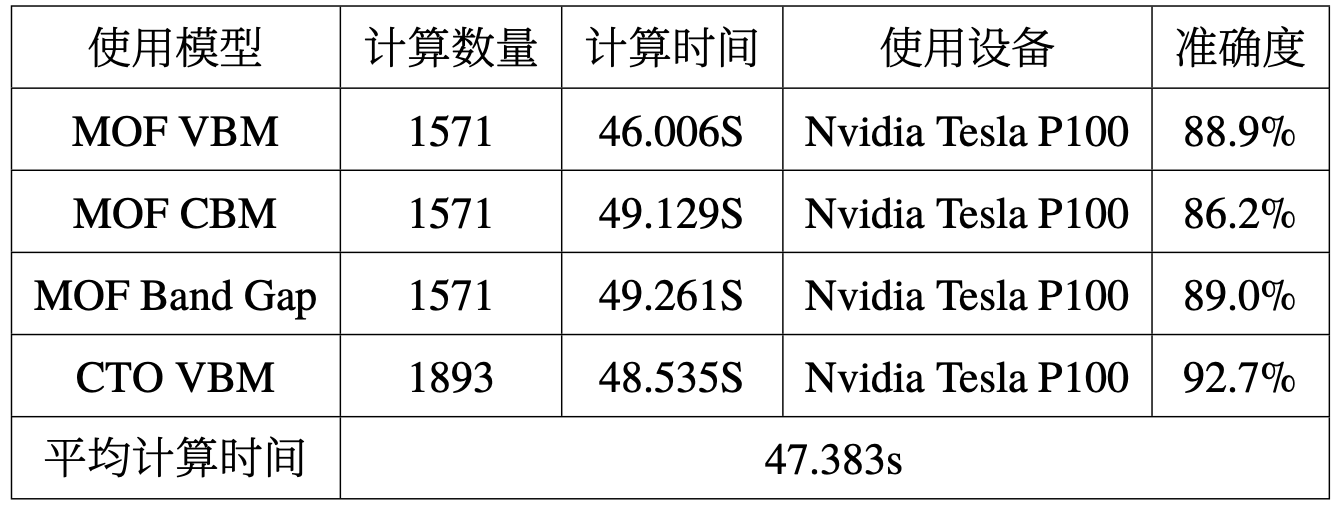 使用模型 计算数量 计算时间 使用设备 准确度
MOF VBM 1571 46.006S Nvidia Tesla P100 88.9%
MOF CBM 1571 49.129S Nvidia Tesla P100 86.2%
MOF Band Gap 1571 49.261S Nvidia Tesla P100 89.0%
CTO VBM 1893 48.535S Nvidia Tesla P100 92.7%
平均计算时间 47.383s